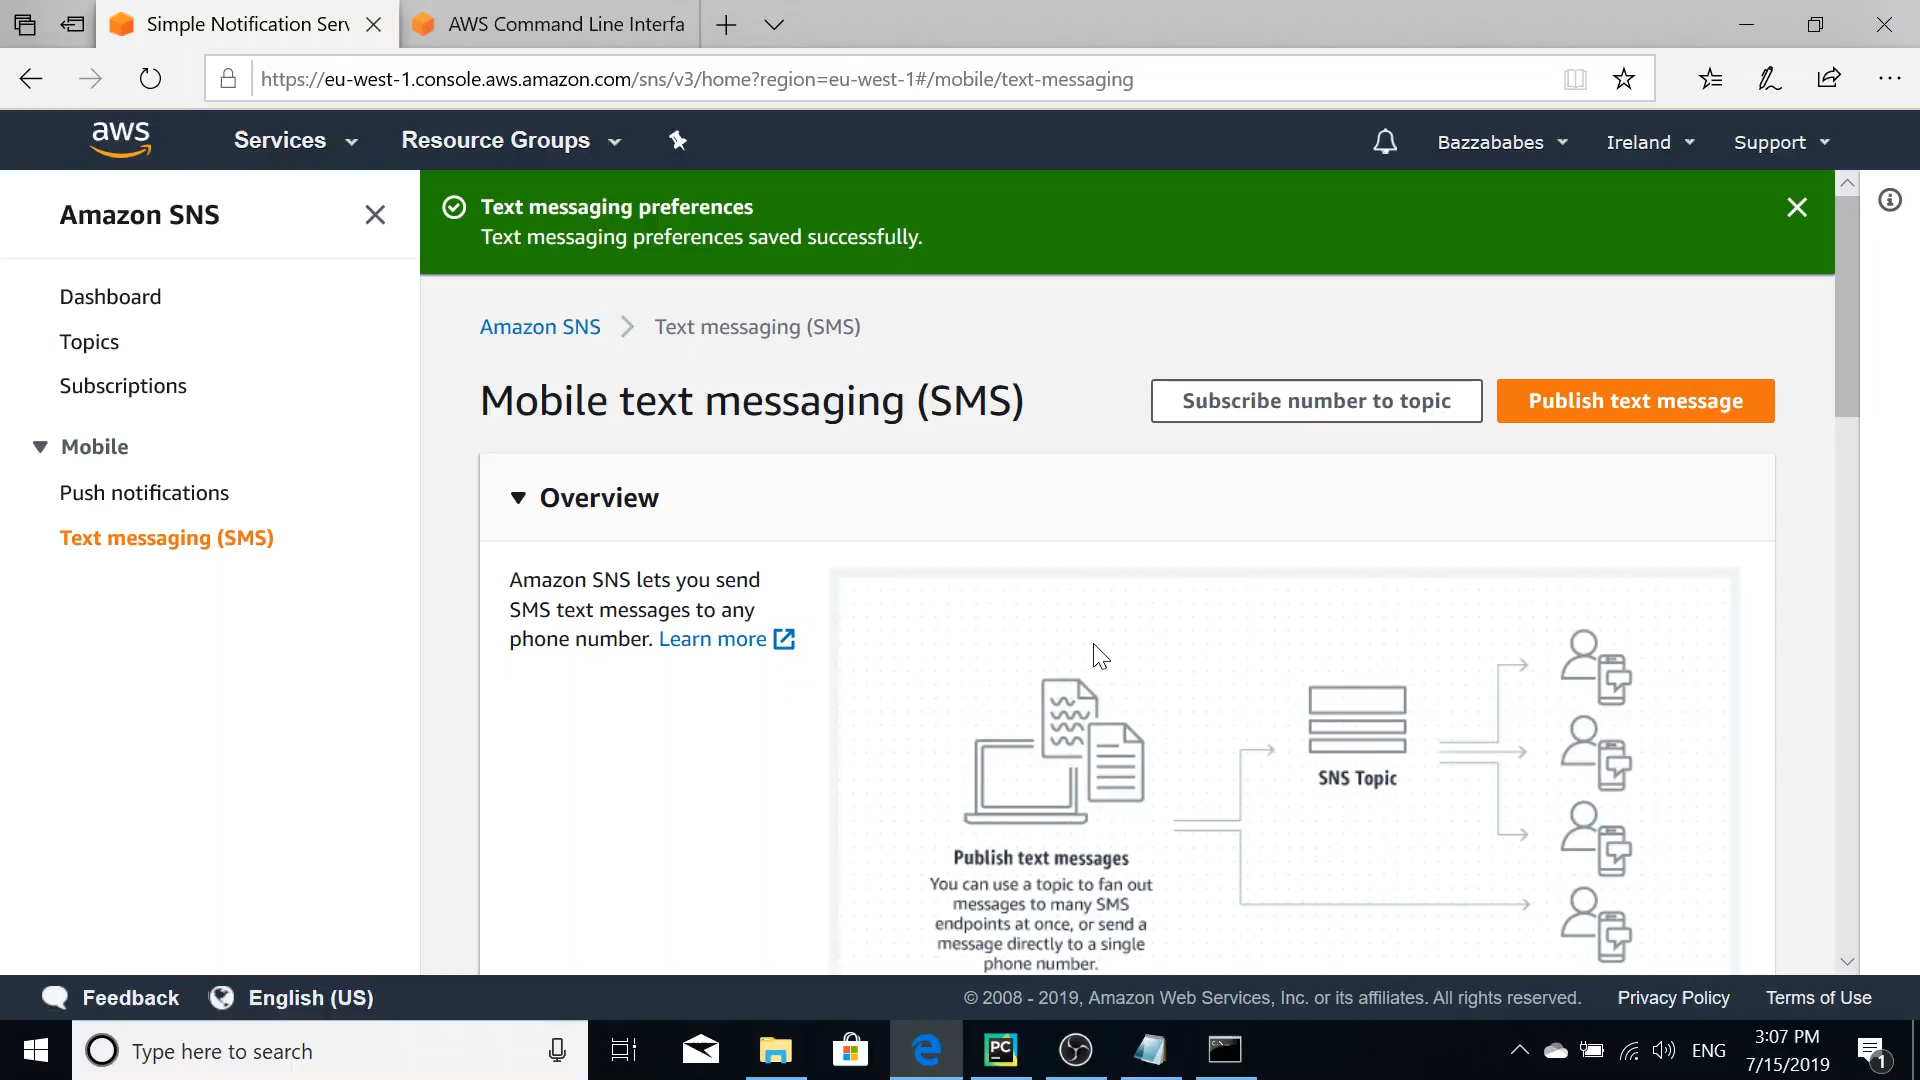 Simple Notification Serv
AWS Command Line Interfa
https://eu-west-1.console.aws.amazon.com/sns/v3/home?region=eu-west-1#/mobile/text-messaging
aws
Services
Resource Groups
Bazzababes
Ireland
Support
Amazon SNS
Dashboard
Topics
Subscriptions
Mobile
Push notifications
Text messaging (SMS)
Text messaging preferences
Text messaging preferences saved successfully.
Amazon SNS
Text messaging (SMS)
Mobile text messaging (SMS)
Subscribe number to topic
Publish text message
Overview
Amazon SNS lets you send
SMS text messages to any
phone number. Learn more
SNS Topic
Publish text messages
You can use a topic to fan out
messages to many SMS
endpoints at once, or send a
message directly to a single
phone number.
Feedback
English (US)
© 2008 - 2019, Amazon Web Services, Inc. or its affiliates. All rights reserved.
Privacy Policy
Terms of Use
Type here to search
PC
ENG
3:07 PM
7/15/2019
1